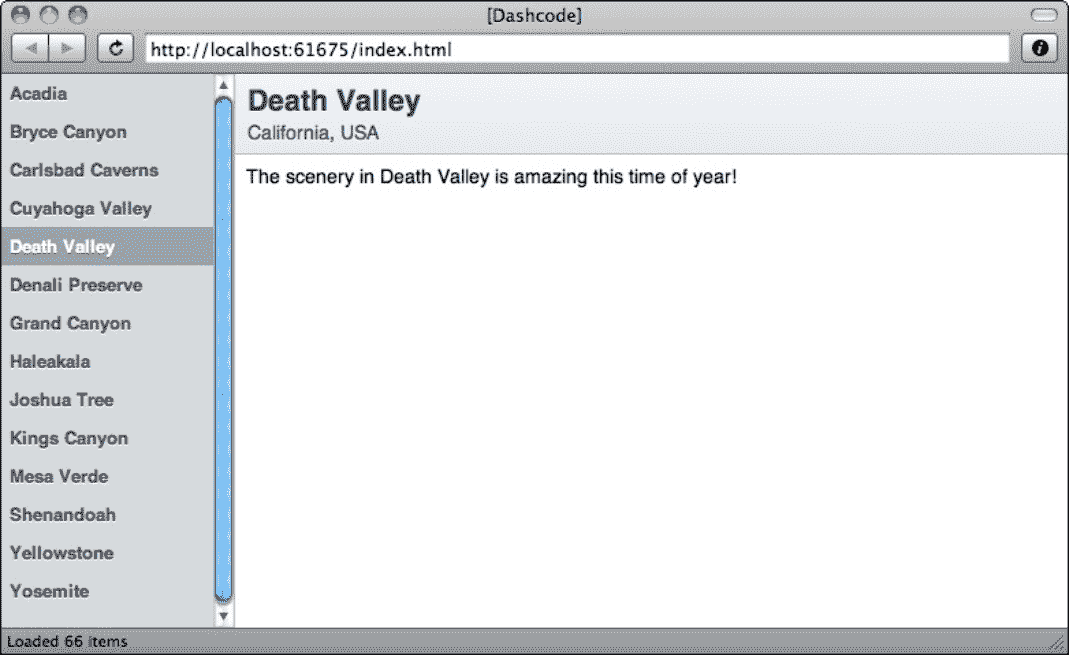 [Dashcode]
http://localhost:61675/index.html
Acadia
Bryce Canyon
Carlsbad Caverns
Cuyahoga Valley
Death Valley
Denali Preserve
Grand Canyon
Haleakala
Joshua Tree
Kings Canyon
Mesa Verde
Shenandoah
Yellowstone
Yosemite
Death Valley
California, USA
The scenery in Death Valley is amazing this time of year!
Loaded 66 items